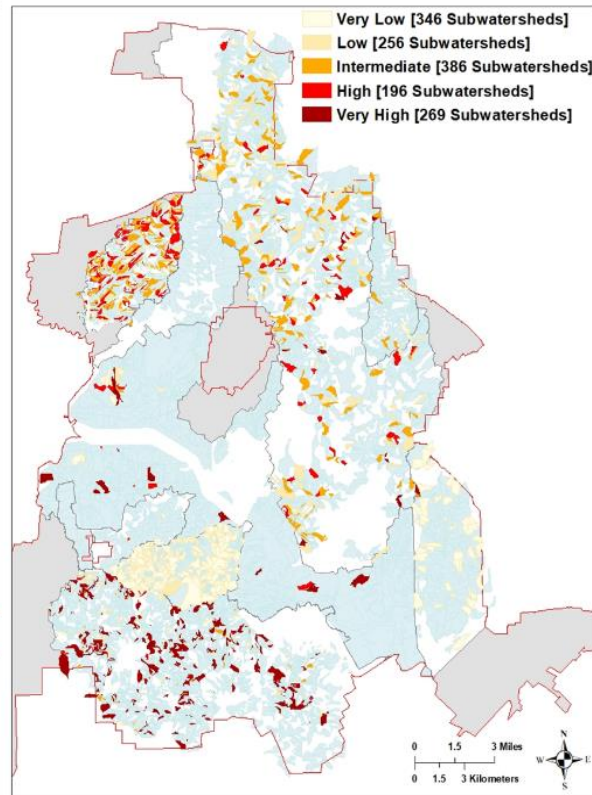 Very Low [346 Subwatersheds]
Low [256 Subwatersheds]
Intermediate [386 Subwatersheds]
High [196 Subwatersheds]
Very High [269 Subwatersheds]
0 1.5 3 Miles
0 1.5 3 Kilometers
N
W E
S